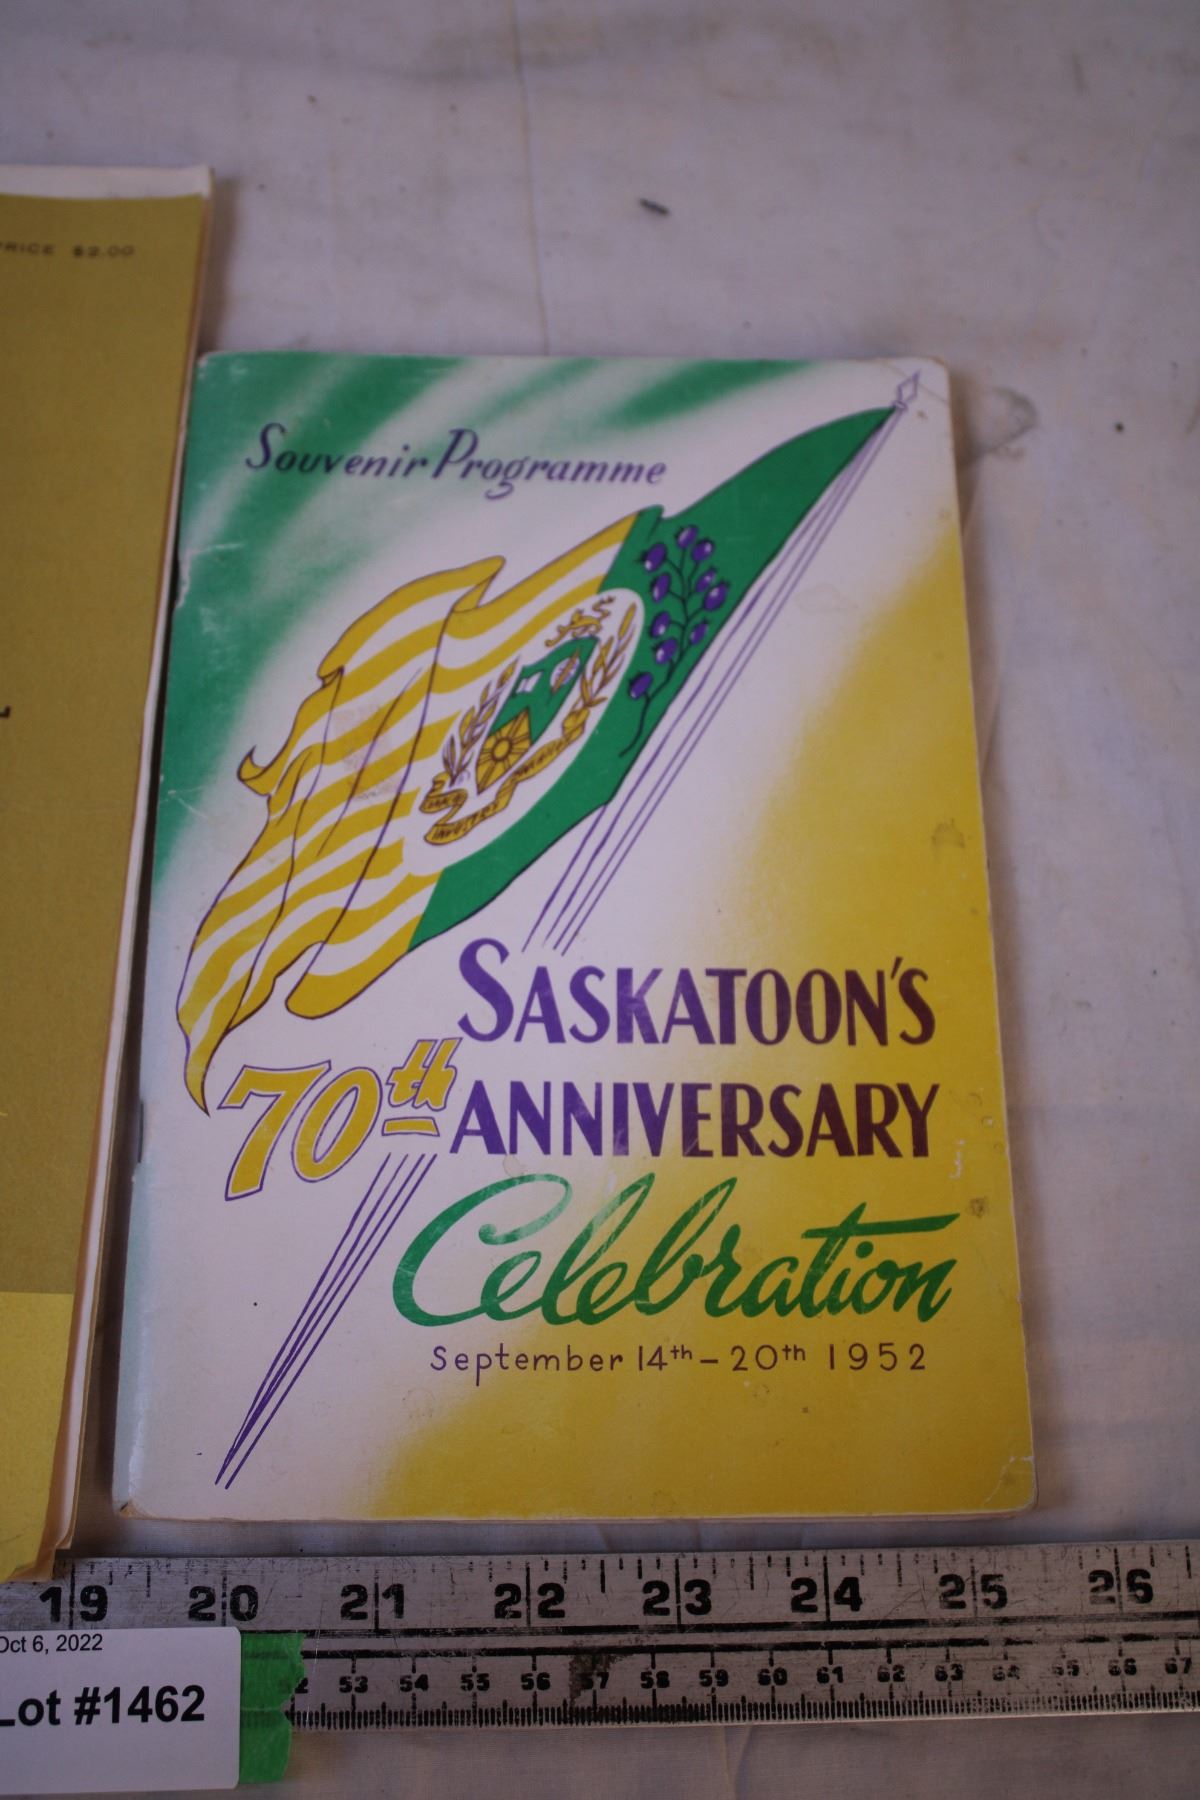 PRICE $2.00
Souvenir Programme
SASKATOON'S
70th ANNIVERSARY
Celebration
September 14th – 20th 1952
19 20 21 22 23 24 25 26
Oct 6, 2022
Lot #1462
52 53 54 55 56 57 58 59 60 61 62 63 64 65 66 67